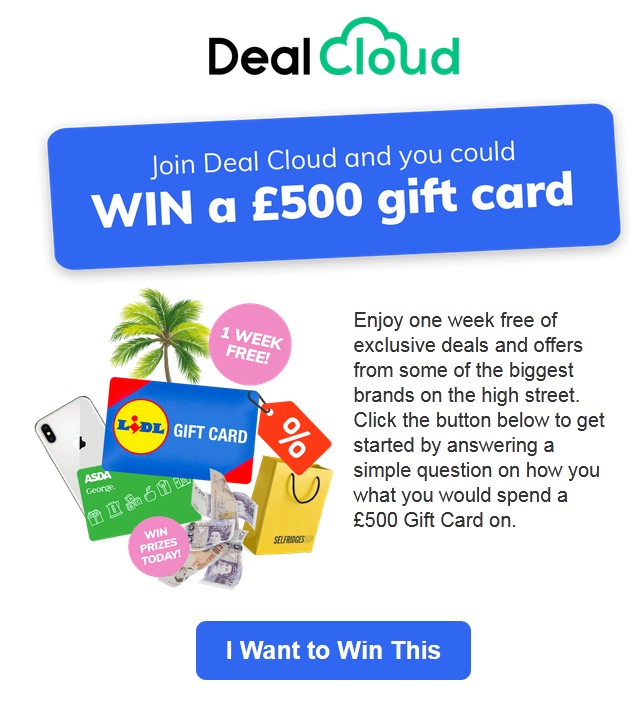 Deal Cloud
Join Deal Cloud and you could
WIN a £500 gift card
1 WEEK
FREE!
Enjoy one week free of
exclusive deals and offers
from some of the biggest
brands on the high street.
Click the button below to get
started by answering a
simple question on how you
what you would spend a
£500 Gift Card on.
LIDL
GIFT CARD
%
ASDA
George.
WIN
PRIZES
TODAY!
SELFRIDGES
I Want to Win This